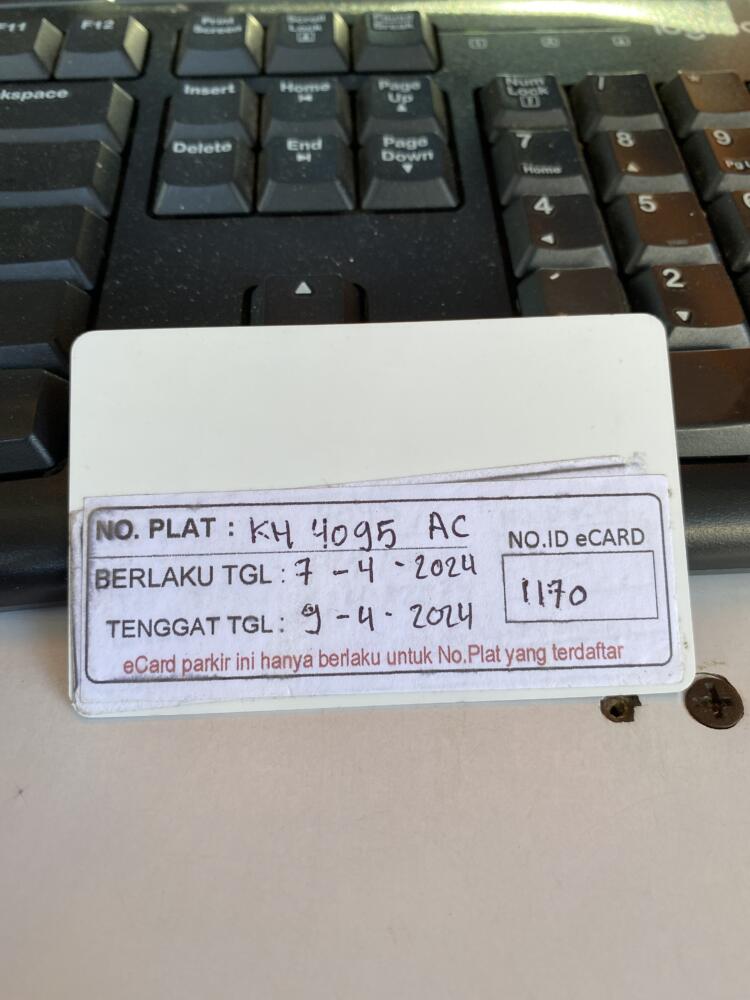 F11 F12 Print Screen Scroll Lock Pause Break
kspace Insert Home Page Up Num Lock / *
Delete End Page Down 7 Home 8 9
4 5 6
2
NO. PLAT : KH 4095 AC
NO.ID eCARD
BERLAKU TGL : 7 - 4 - 2024
1170
TENGGAT TGL : 9 - 4 - 2024
eCard parkir ini hanya berlaku untuk No.Plat yang terdaftar